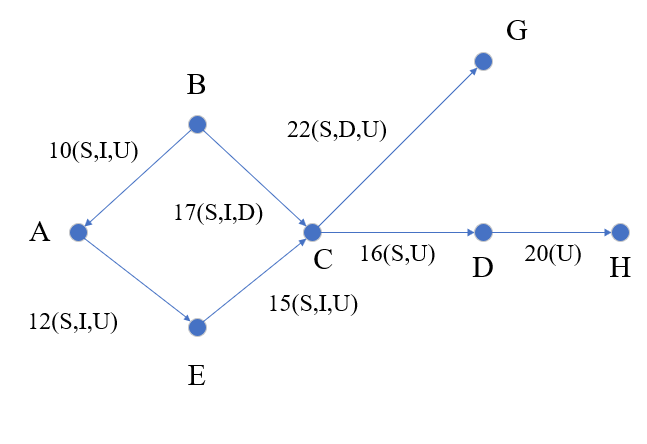 G
B
22(S,D,U)
10(S,I,U)
17(S,I,D)
A
C
16(S,U)
D
20(U)
H
12(S,I,U)
15(S,I,U)
E